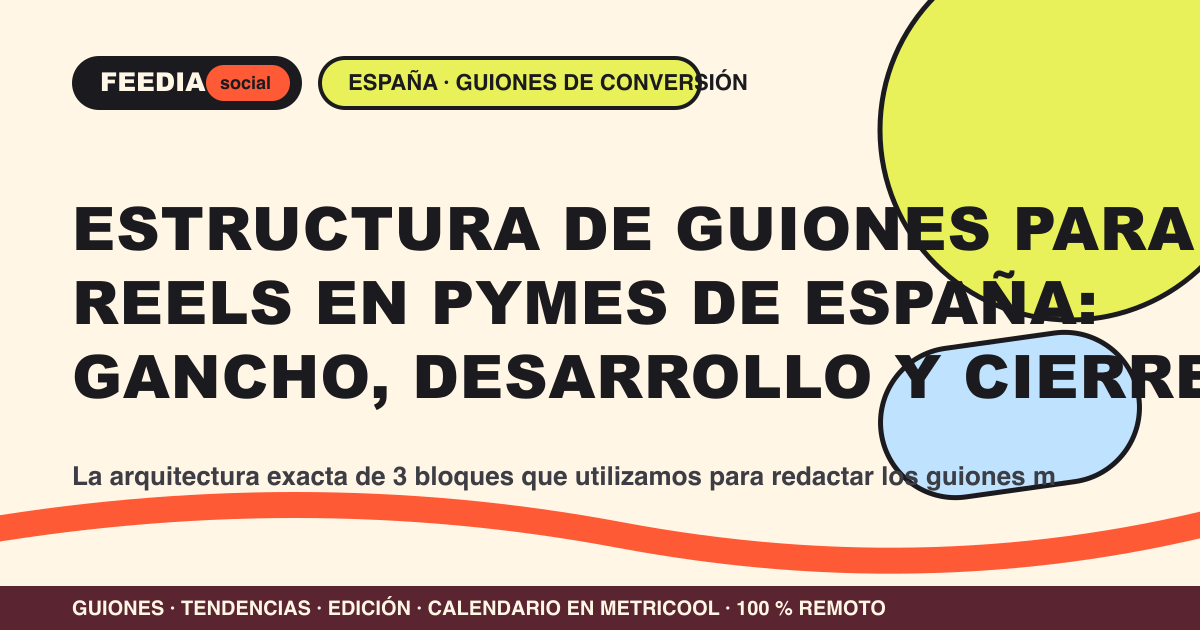 FEEDIA social
ESPAÑA · GUIONES DE CONVERSIÓN
ESTRUCTURA DE GUIONES PARA
REELS EN PYMES DE ESPAÑA:
GANCHO, DESARROLLO Y CIERRE
La arquitectura exacta de 3 bloques que utilizamos para redactar los guiones m
GUIONES · TENDENCIAS · EDICIÓN · CALENDARIO EN METRICOOL · 100 % REMOTO